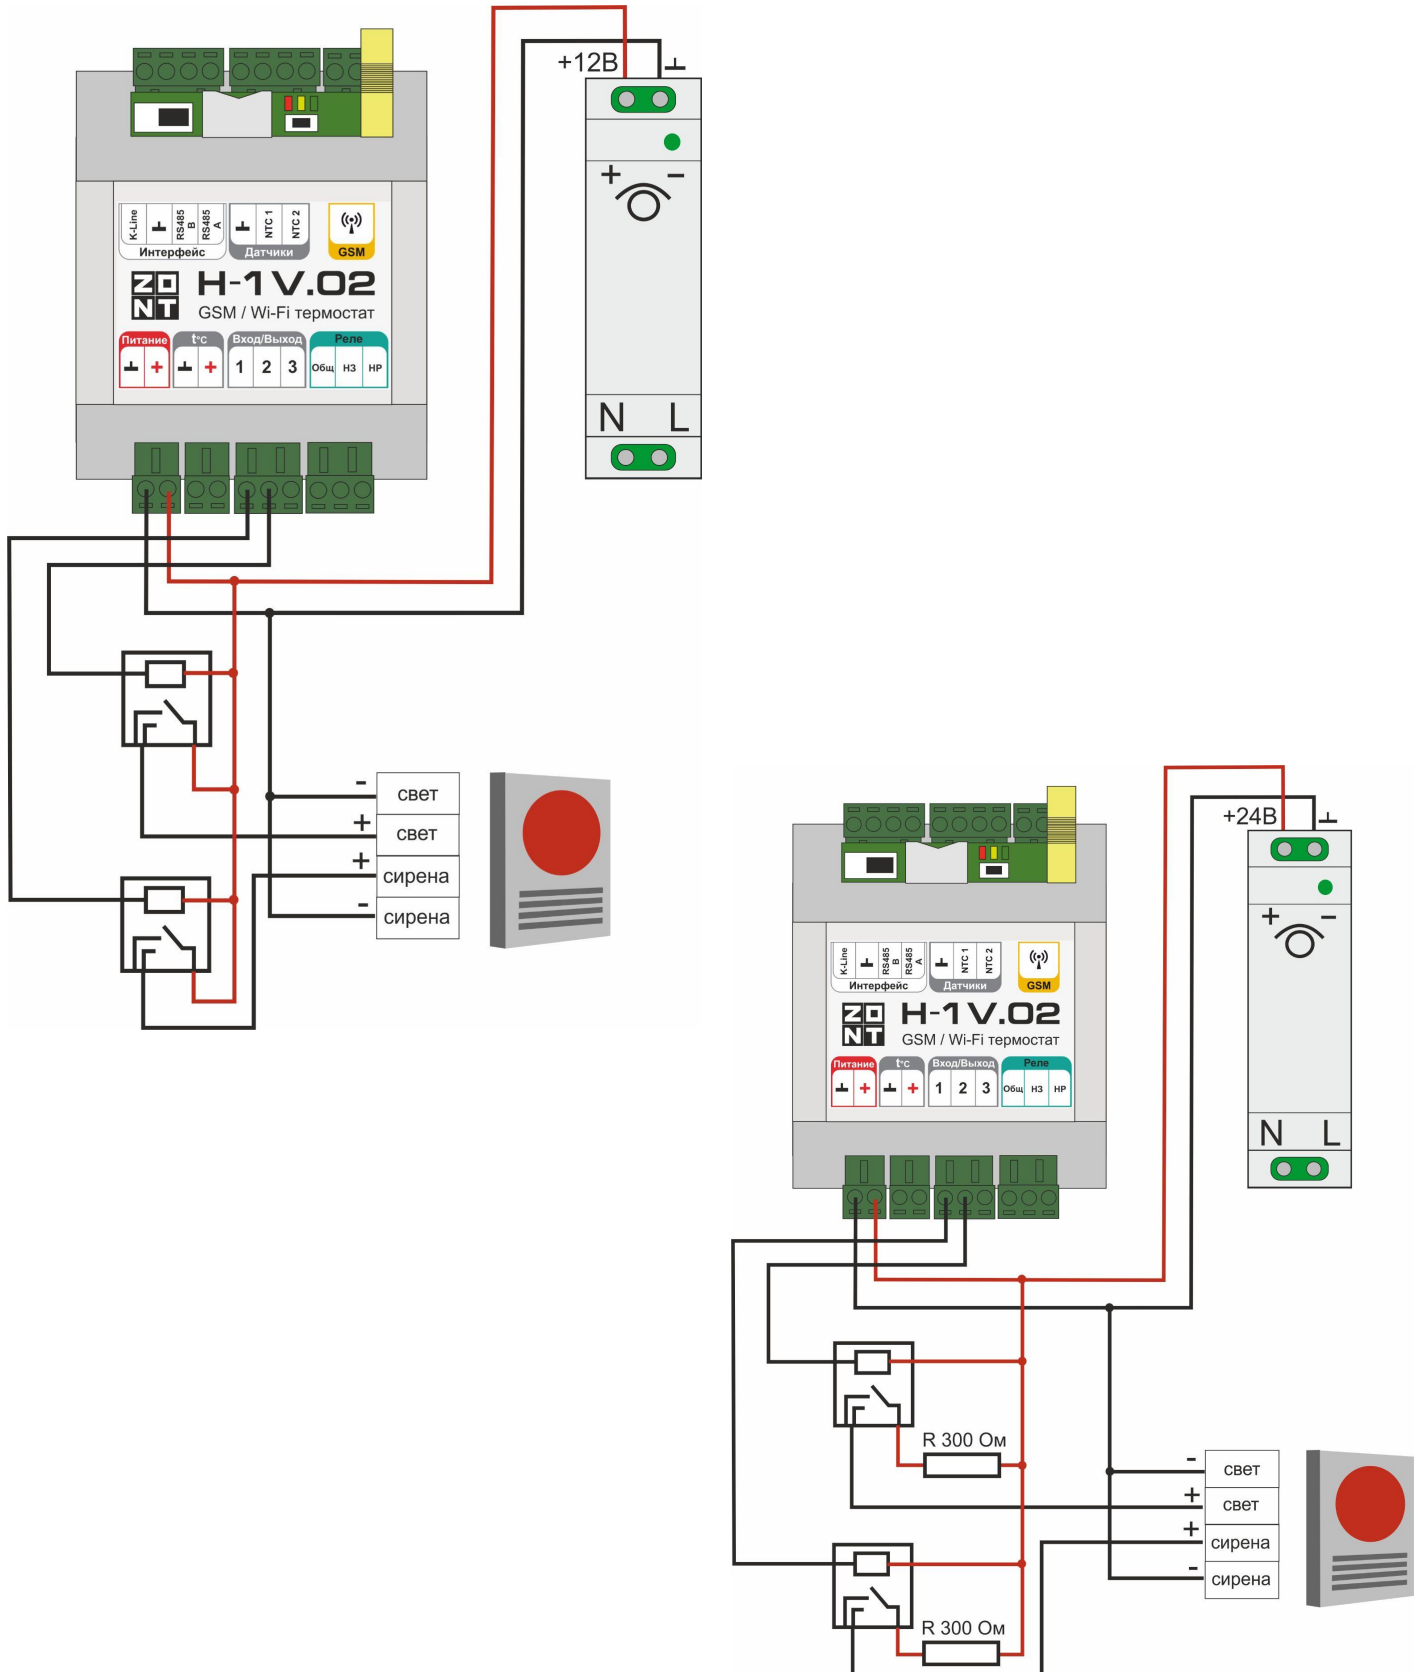 +12В
+ -
K-Line
RS485 B
RS485 A
NTC 1
NTC 2
Интерфейс
Датчики
GSM
ZONT
H-1V.02
GSM / Wi-Fi термостат
Питание
t°C
Вход/Выход
Реле
+
+
1 2 3
Общ НЗ НР
N L
- свет
+ свет
+ сирена
- сирена
+24В
+ -
K-Line
RS485 B
RS485 A
NTC 1
NTC 2
Интерфейс
Датчики
GSM
ZONT
H-1V.02
GSM / Wi-Fi термостат
Питание
t°C
Вход/Выход
Реле
+
+
1 2 3
Общ НЗ НР
N L
R 300 Ом
- свет
+ свет
+ сирена
- сирена
R 300 Ом